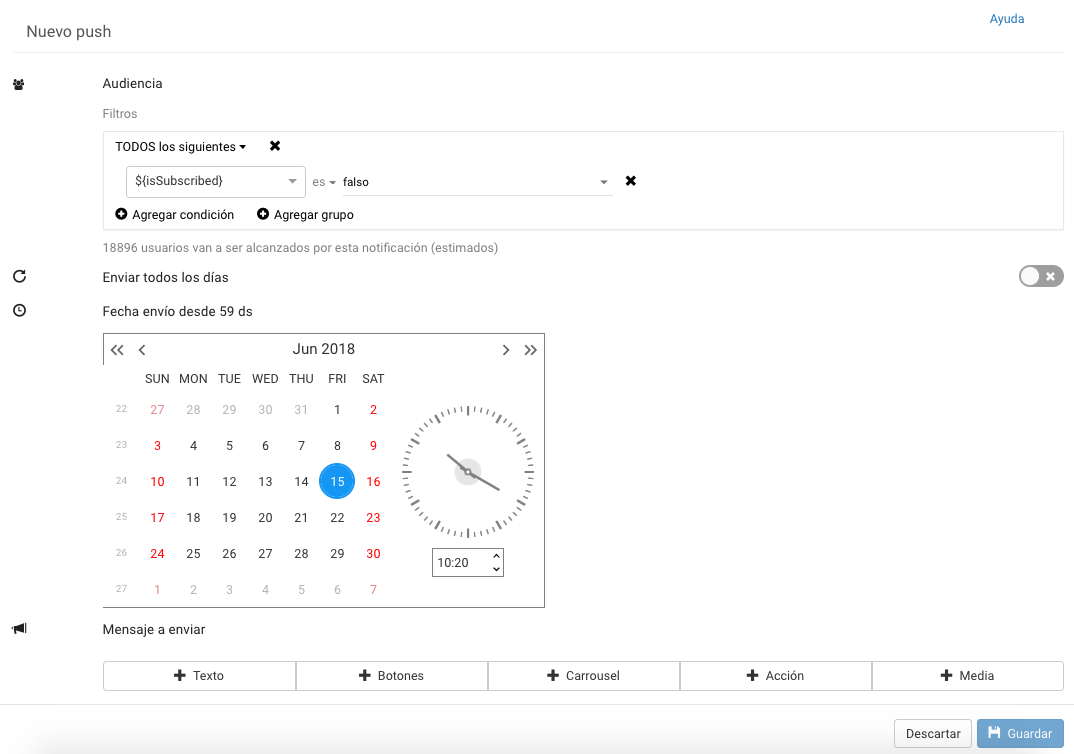 Ayuda
Nuevo push
Audiencia
Filtros
TODOS los siguientes
${isSubscribed} es falso
Agregar condición Agregar grupo
18896 usuarios van a ser alcanzados por esta notificación (estimados)
Enviar todos los días
Fecha envío desde 59 ds
Jun 2018
SUN MON TUE WED THU FRI SAT
22 27 28 29 30 31 1 2
23 3 4 5 6 7 8 9
24 10 11 12 13 14 15 16
25 17 18 19 20 21 22 23
26 24 25 26 27 28 29 30
27 1 2 3 4 5 6 7
10:20
Mensaje a enviar
Texto Botones Carrousel Acción Media
Descartar Guardar